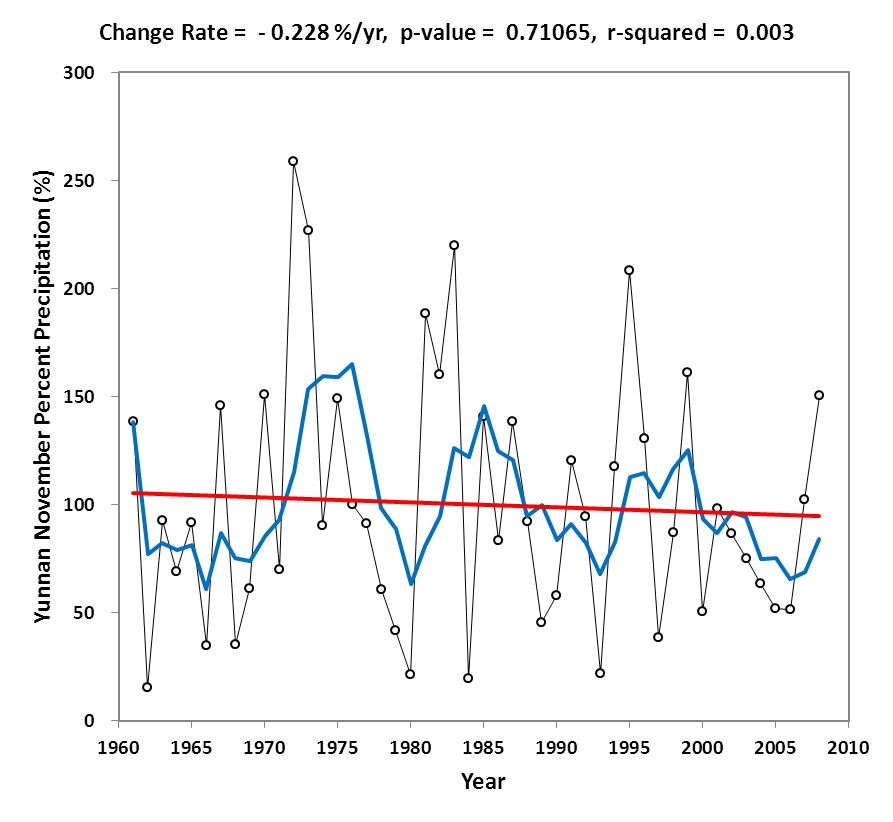 Change Rate =  - 0.228 %/yr,  p-value =  0.71065,  r-squared =  0.003
Yunnan November Percent Precipitation (%)
300
250
200
150
100
50
0
1960 1965 1970 1975 1980 1985 1990 1995 2000 2005 2010
Year